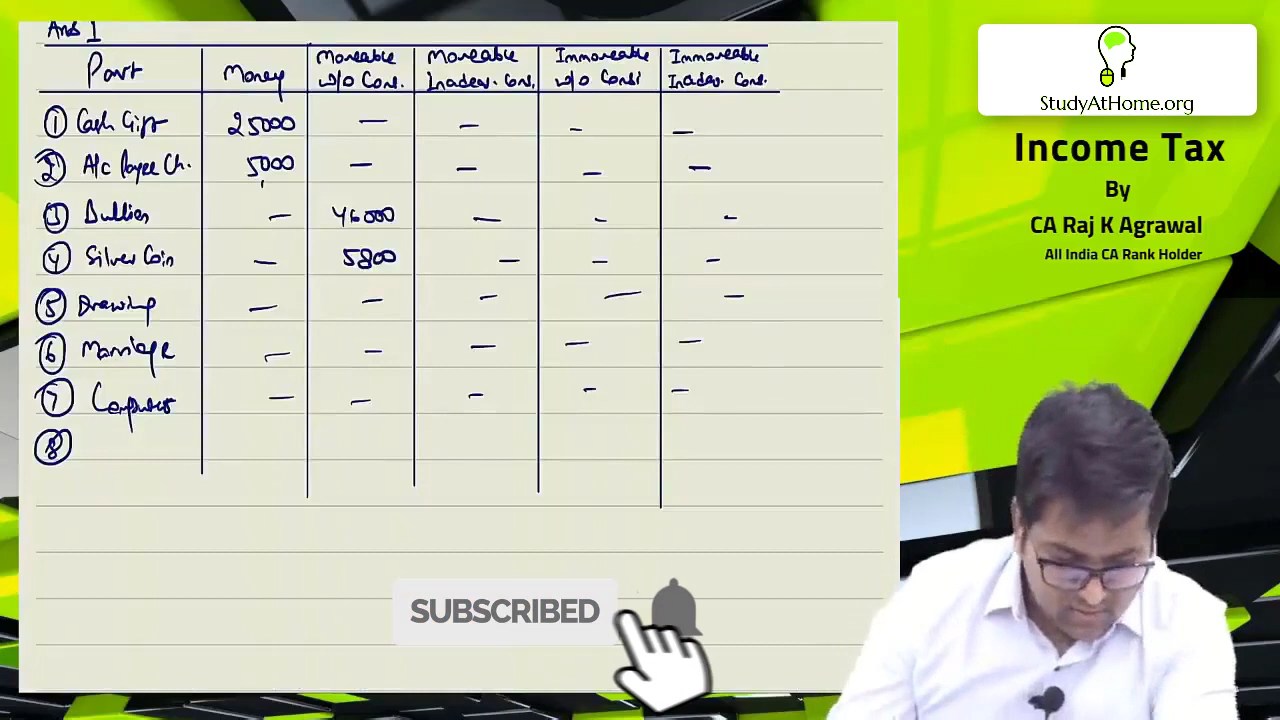 Ans 1
Part Money Moveable w/o Cons. Moveable Inadeq. Cons. Immoveable w/o Consi Immoveable Inadeq. Cons.
① Cash Gift 25000 — — — —
② A/c Payee Ch. 5000 — — — —
③ Bullion — 46000 — — —
④ Silver Coin — 5800 — — —
⑤ Drawing — — — — —
⑥ Marriage — — — — —
⑦ Computer — — — — —
⑧
SUBSCRIBED
StudyAtHome.org
Income Tax
By
CA Raj K Agrawal
All India CA Rank Holder